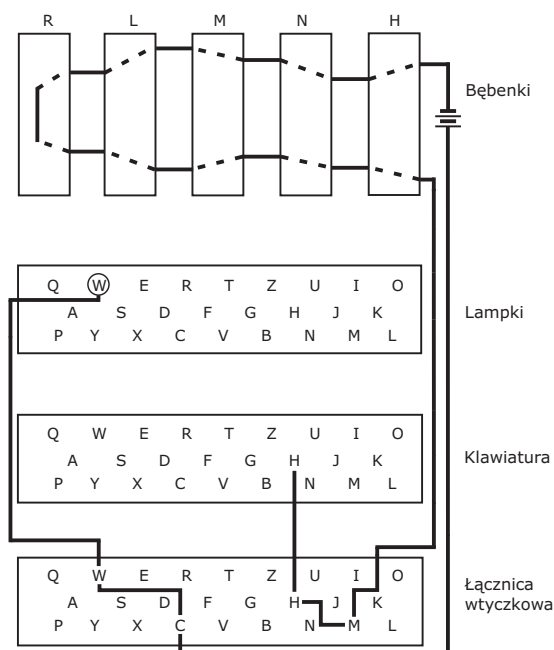 R L M N H
Bębenki
Q W E R T Z U I O
A S D F G H J K
P Y X C V B N M L
Lampki
Q W E R T Z U I O
A S D F G H J K
P Y X C V B N M L
Klawiatura
Q W E R T Z U I O
A S D F G H J K
P Y X C V B N M L
Łącznica
wtyczkowa